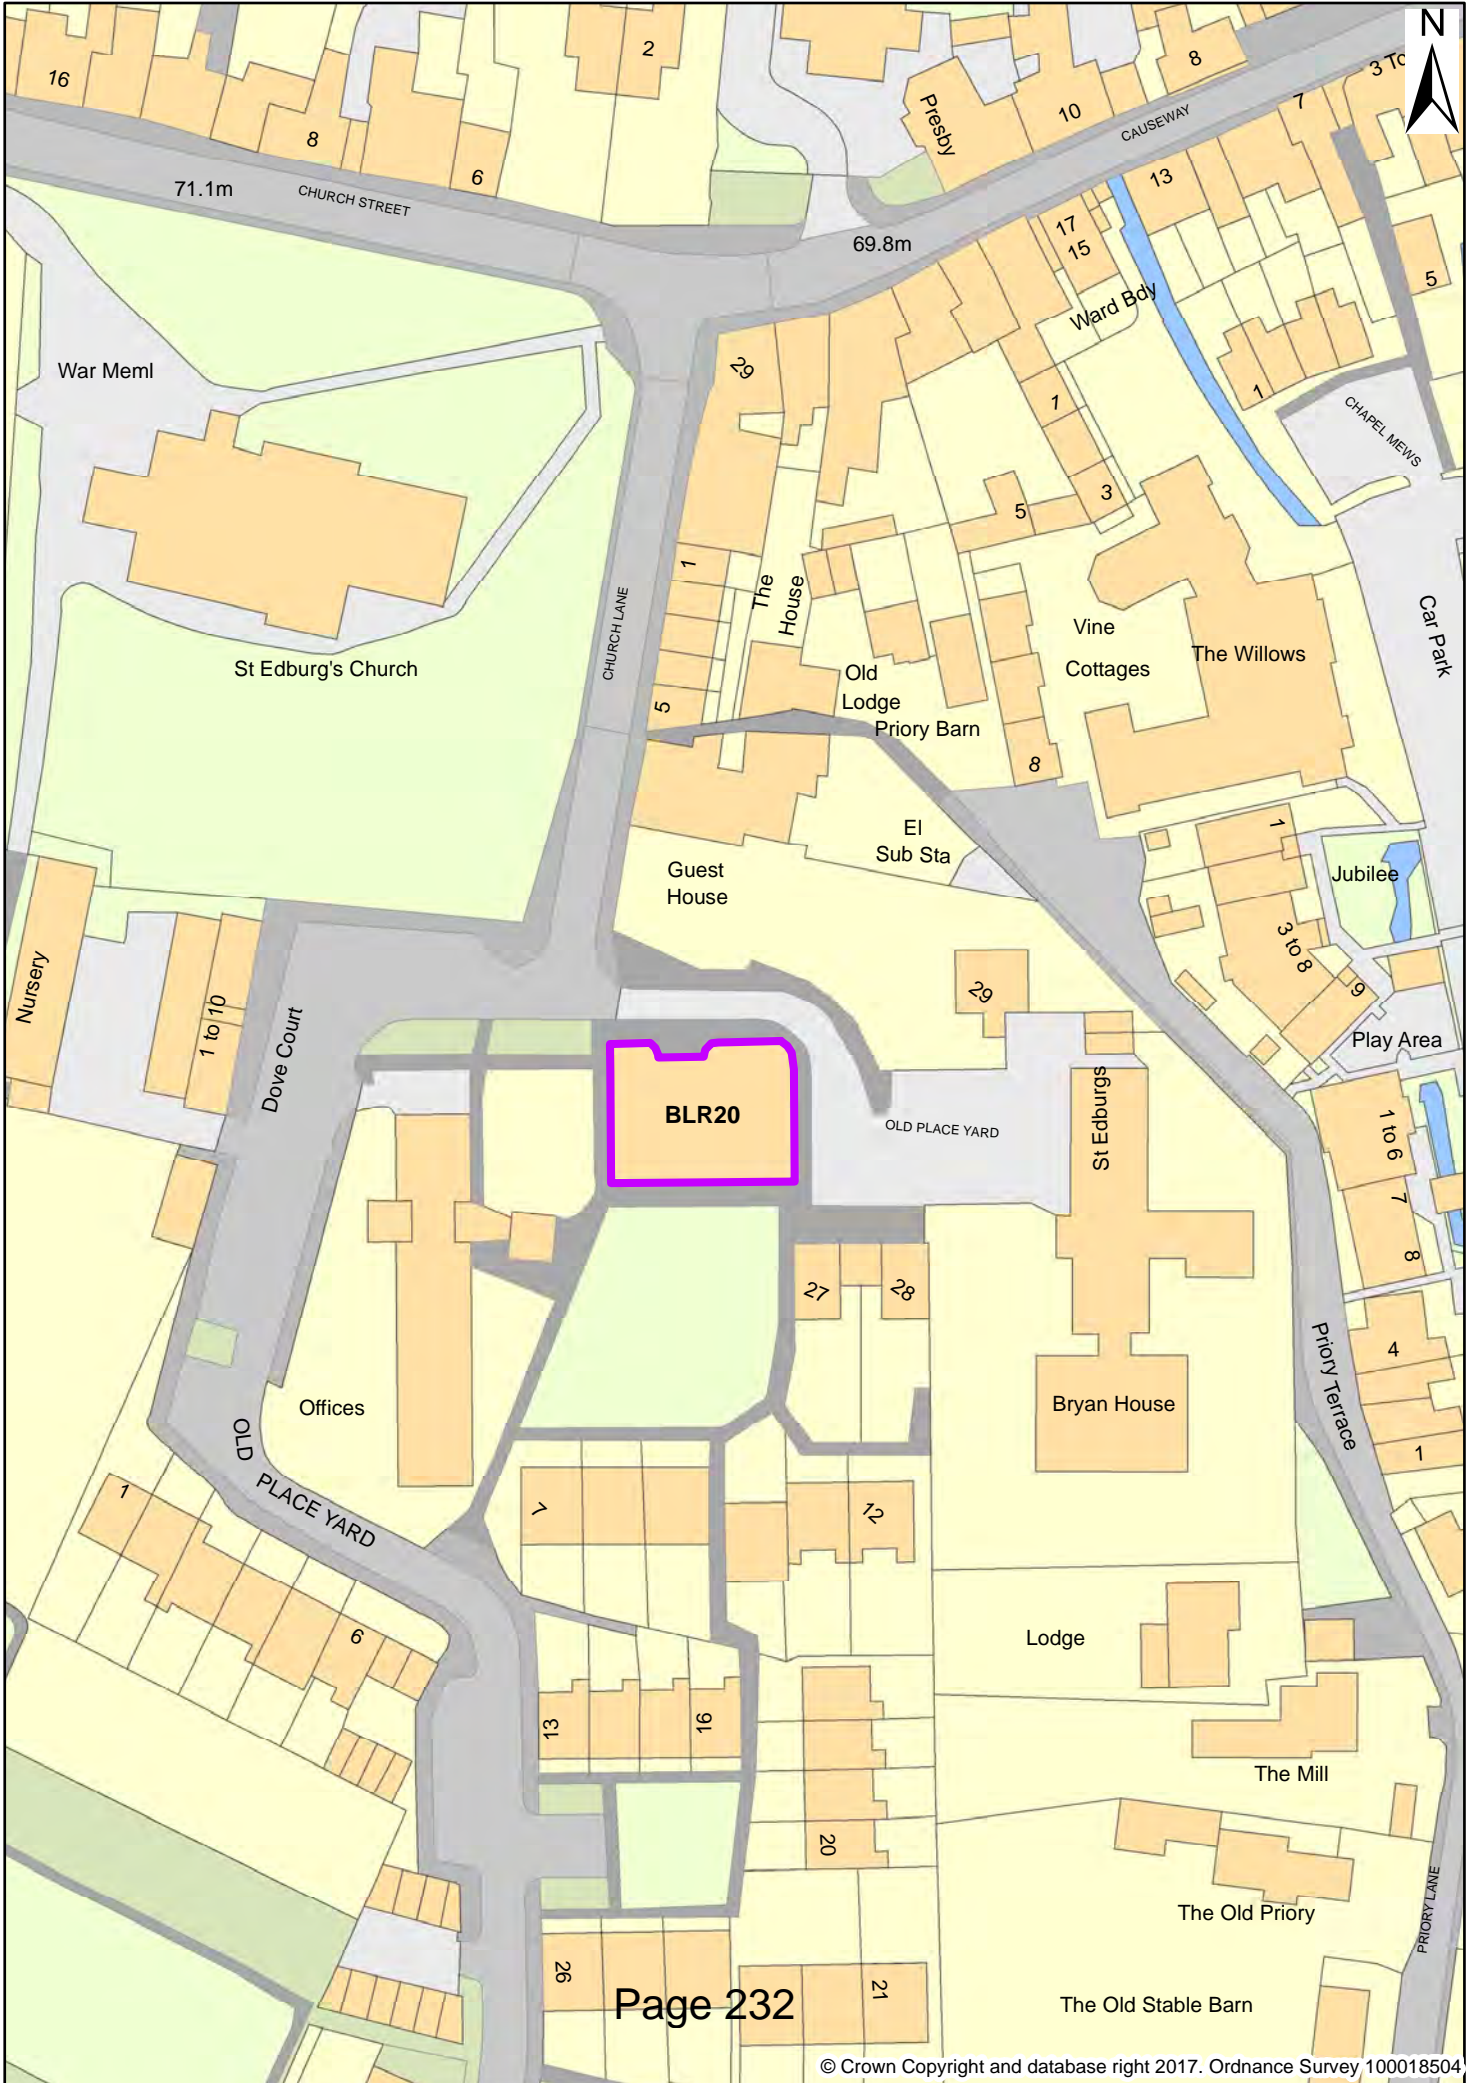 N
16
2
8
3 To
8
Presby
10
CAUSEWAY
7
6
13
71.1m
CHURCH STREET
69.8m
17
15
5
Ward Bdy
War Meml
29
1
1
CHAPEL MEWS
3
5
1
The
House
CHURCH LANE
Vine
Cottages
The Willows
Car Park
St Edburg's Church
Old
Lodge
5
Priory Barn
8
El
Sub Sta
1
Guest
House
Jubilee
Nursery
3 to 8
29
9
1 to 10
Play Area
Dove Court
BLR20
OLD PLACE YARD
St Edburgs
1 to 6
7
8
27
28
4
Priory Terrace
Offices
Bryan House
OLD
PLACE YARD
1
1
7
12
6
Lodge
13
16
The Mill
20
PRIORY LANE
The Old Priory
26
21
Page 232
The Old Stable Barn
© Crown Copyright and database right 2017. Ordnance Survey 100018504